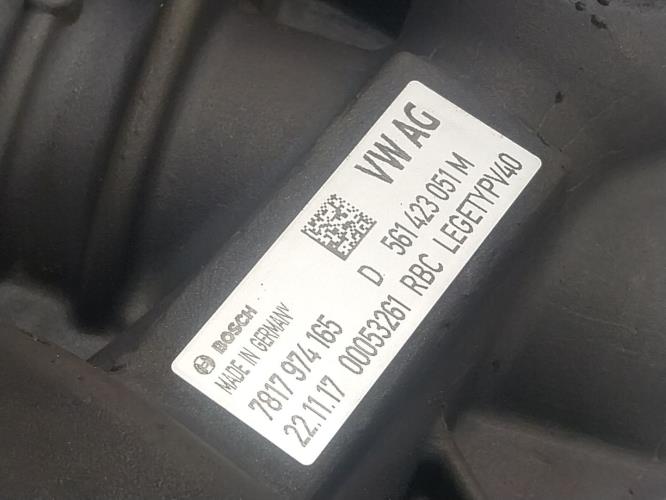 VW AG
D 561 423 051 M
BOSCH
MADE IN GERMANY
7817 974 165
22.11.17 00053261 RBC LEGETYPV40